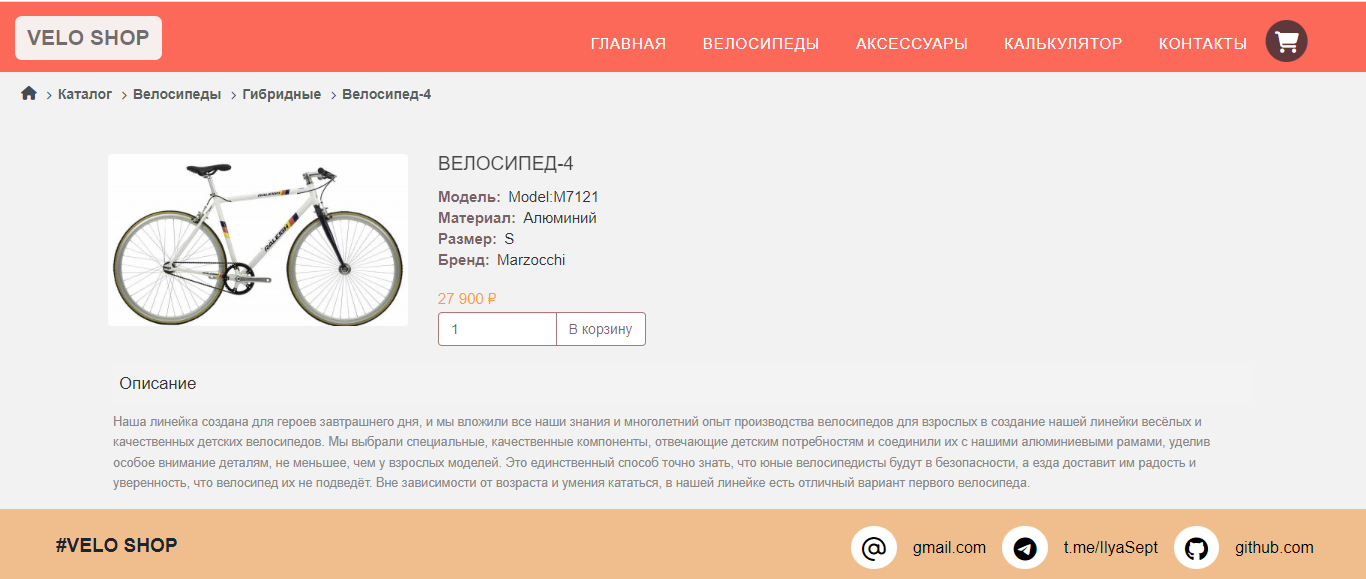 VELO SHOP
ГЛАВНАЯ ВЕЛОСИПЕДЫ АКСЕССУАРЫ КАЛЬКУЛЯТОР КОНТАКТЫ
Каталог > Велосипеды > Гибридные > Велосипед-4
ВЕЛОСИПЕД-4
Модель: Model:M7121
Материал: Алюминий
Размер: S
Бренд: Marzocchi
RALEIGH
RALEIGH
27 900 ₽
1 В корзину
Описание
Наша линейка создана для героев завтрашнего дня, и мы вложили все наши знания и многолетний опыт производства велосипедов для взрослых в создание нашей линейки весёлых и
качественных детских велосипедов. Мы выбрали специальные, качественные компоненты, отвечающие детским потребностям и соединили их с нашими алюминиевыми рамами, уделив
особое внимание деталям, не меньшее, чем у взрослых моделей. Это единственный способ точно знать, что юные велосипедисты будут в безопасности, а езда доставит им радость и
уверенность, что велосипед их не подведёт. Вне зависимости от возраста и умения кататься, в нашей линейке есть отличный вариант первого велосипеда.
#VELO SHOP
@ gmail.com t.me/IlyaSept github.com